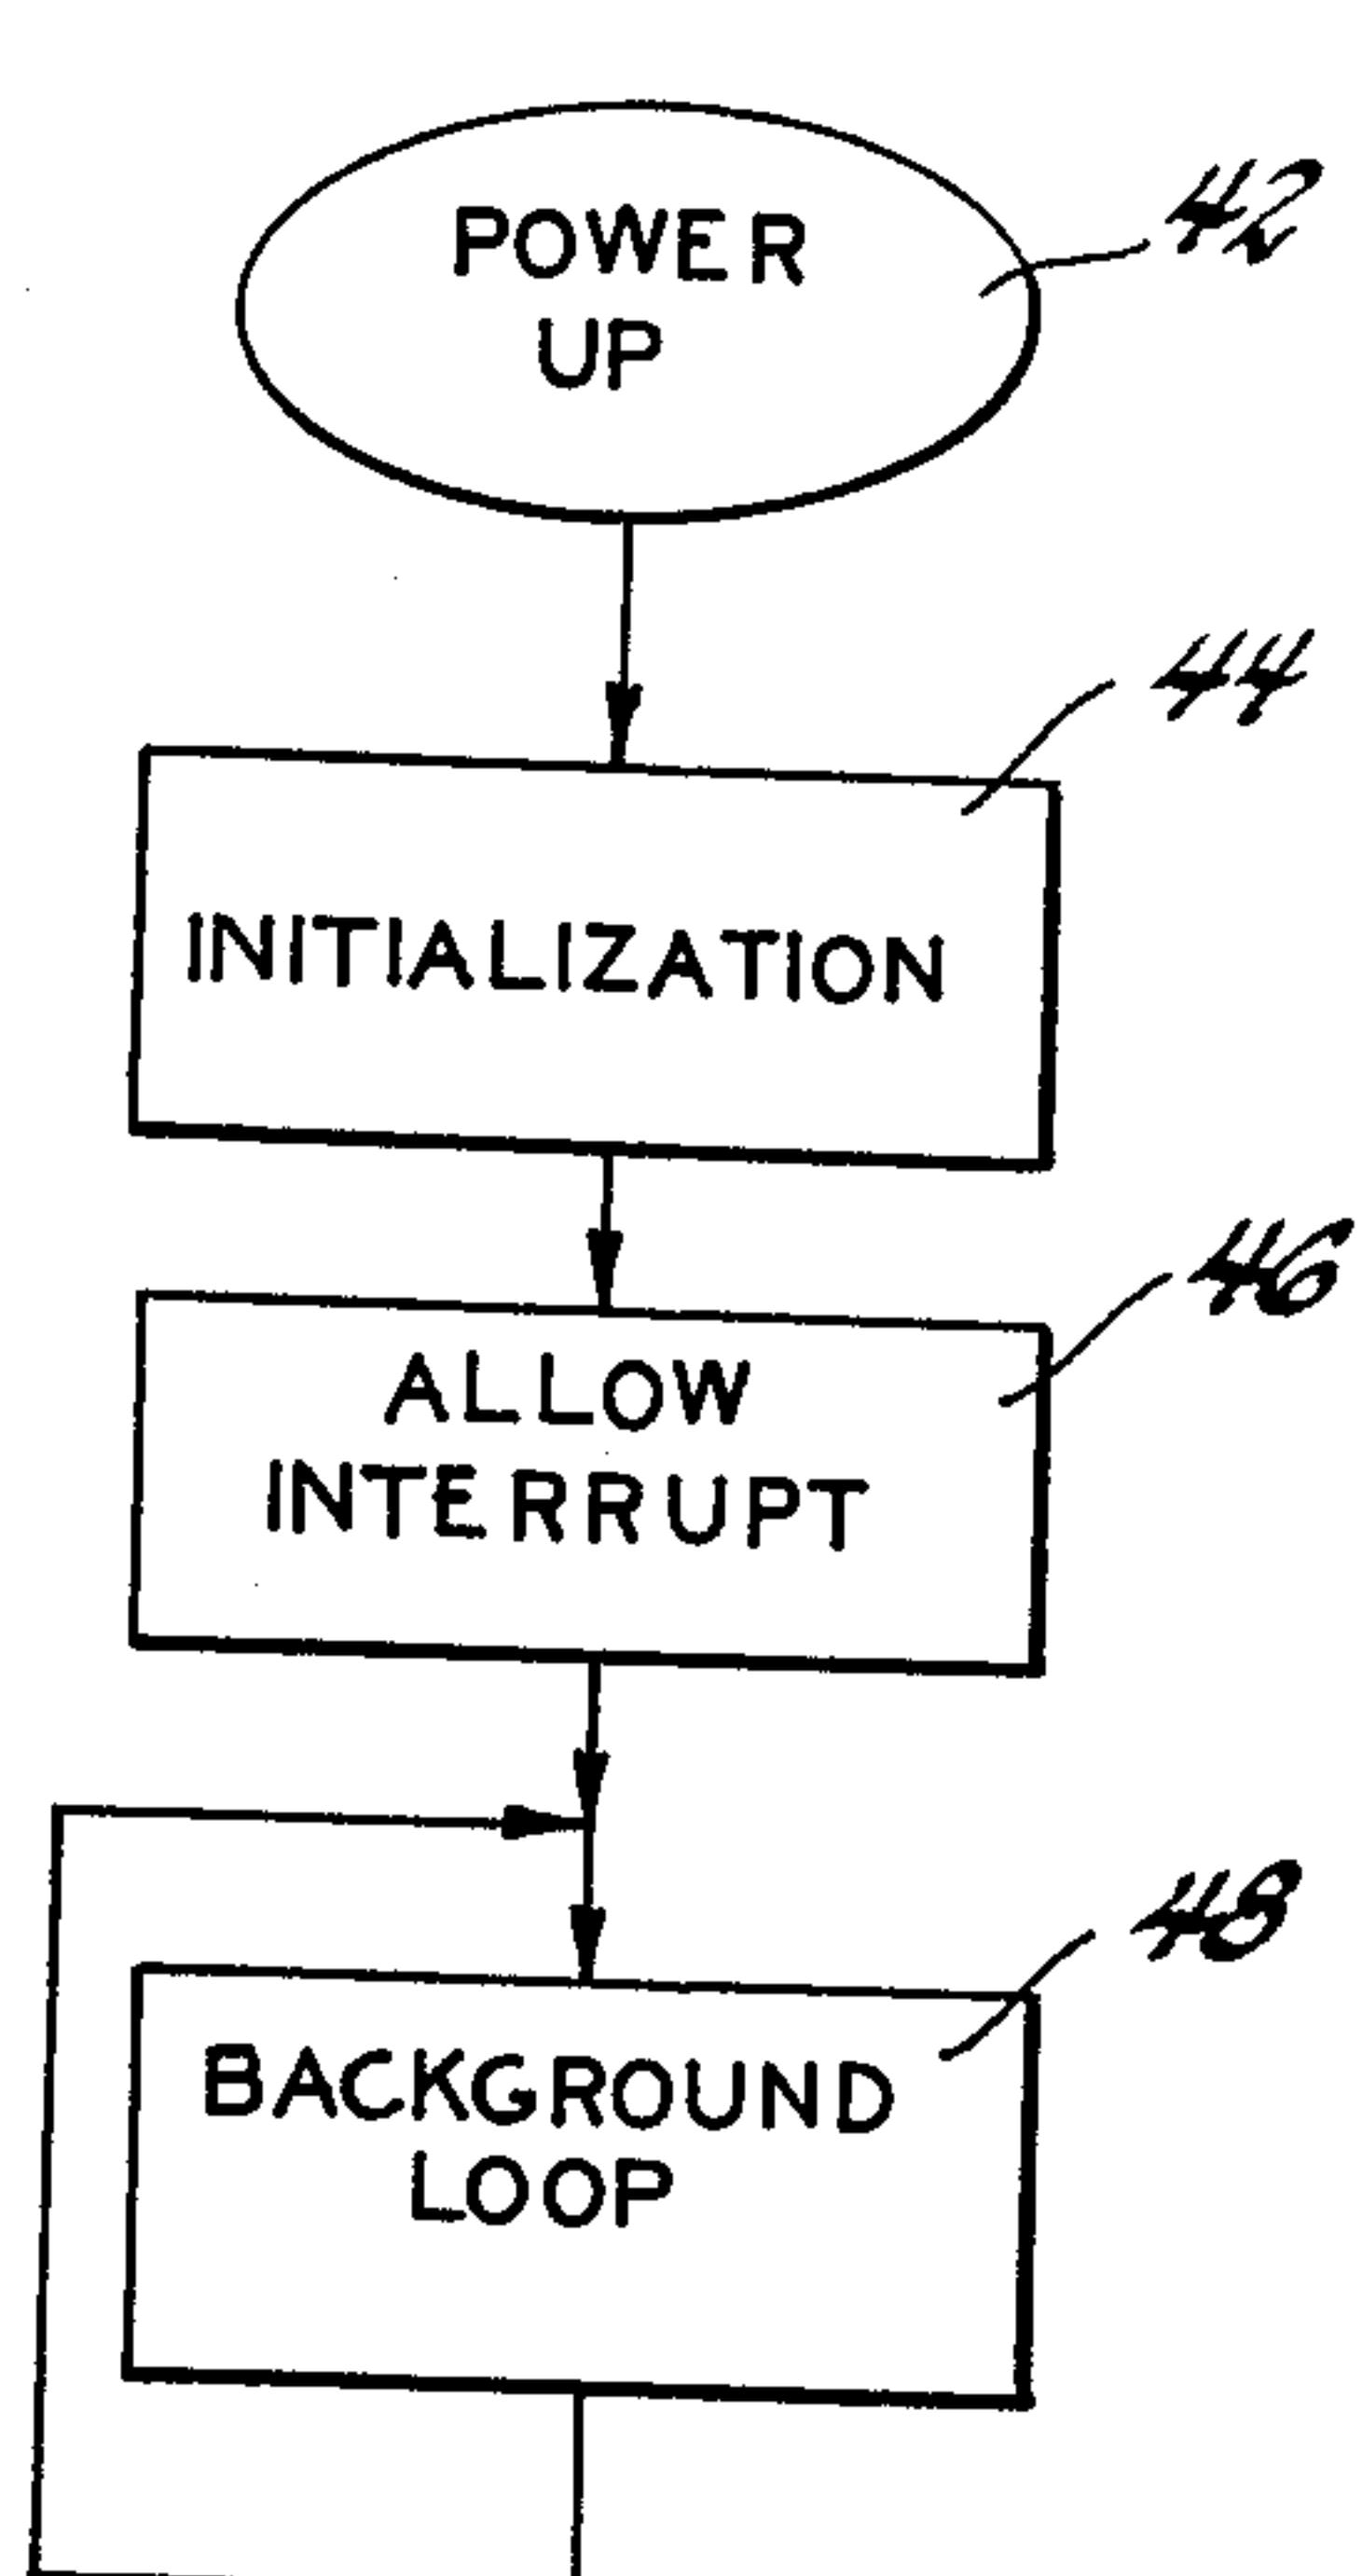 POWER
UP
42
44
INITIALIZATION
46
ALLOW
INTERRUPT
48
BACKGROUND
LOOP